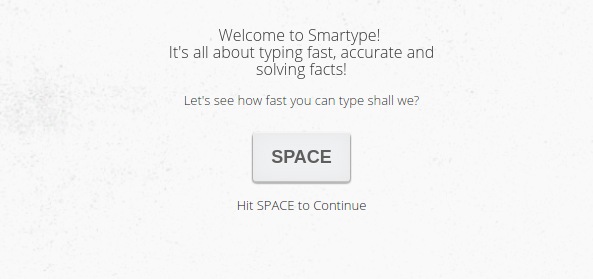 Welcome to Smartype!
It's all about typing fast, accurate and
solving facts!
Let's see how fast you can type shall we?
SPACE
Hit SPACE to Continue